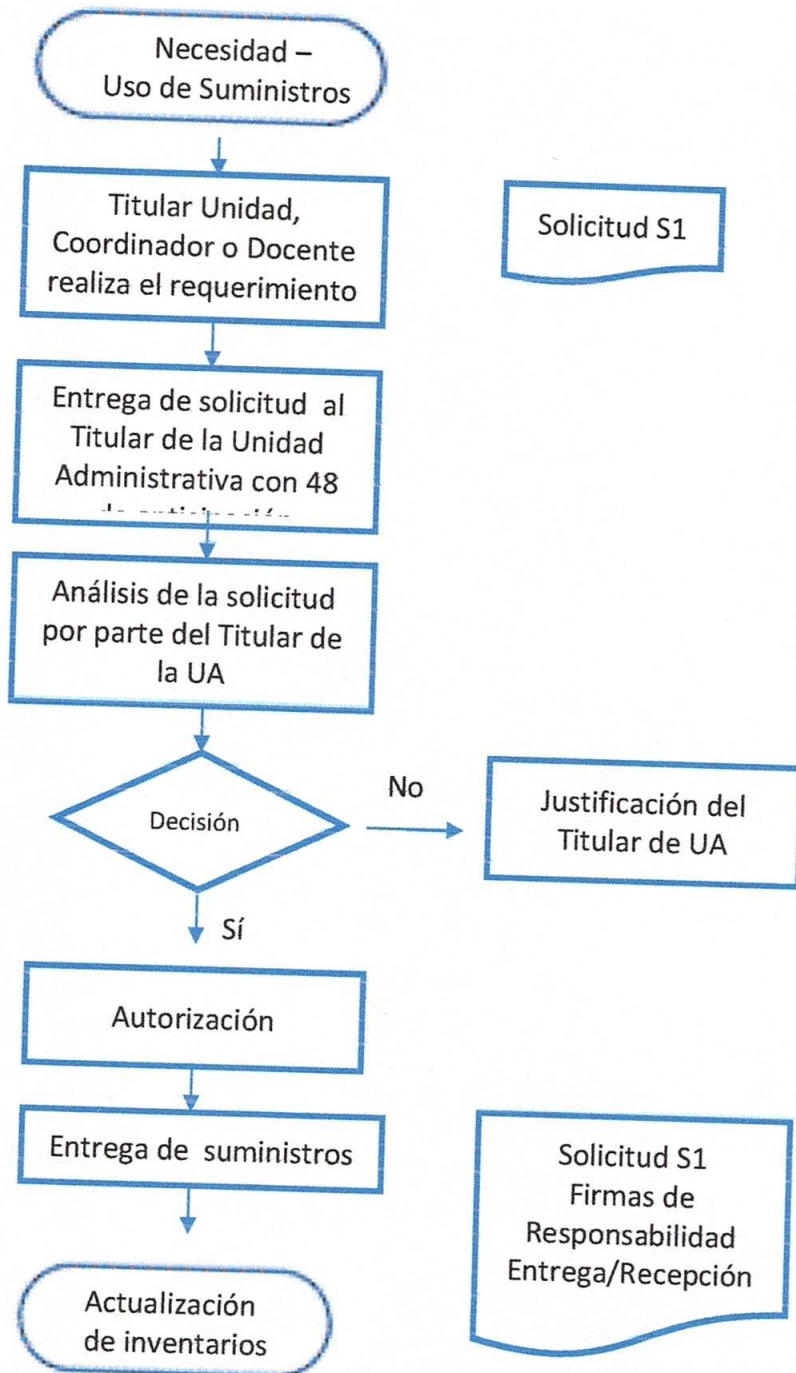 Necesidad –
Uso de Suministros
Titular Unidad,
Coordinador o Docente
realiza el requerimiento
Solicitud S1
Entrega de solicitud al
Titular de la Unidad
Administrativa con 48
Análisis de la solicitud
por parte del Titular de
la UA
Decisión
No
Justificación del
Titular de UA
Sí
Autorización
Entrega de suministros
Solicitud S1
Firmas de
Responsabilidad
Entrega/Recepción
Actualización
de inventarios